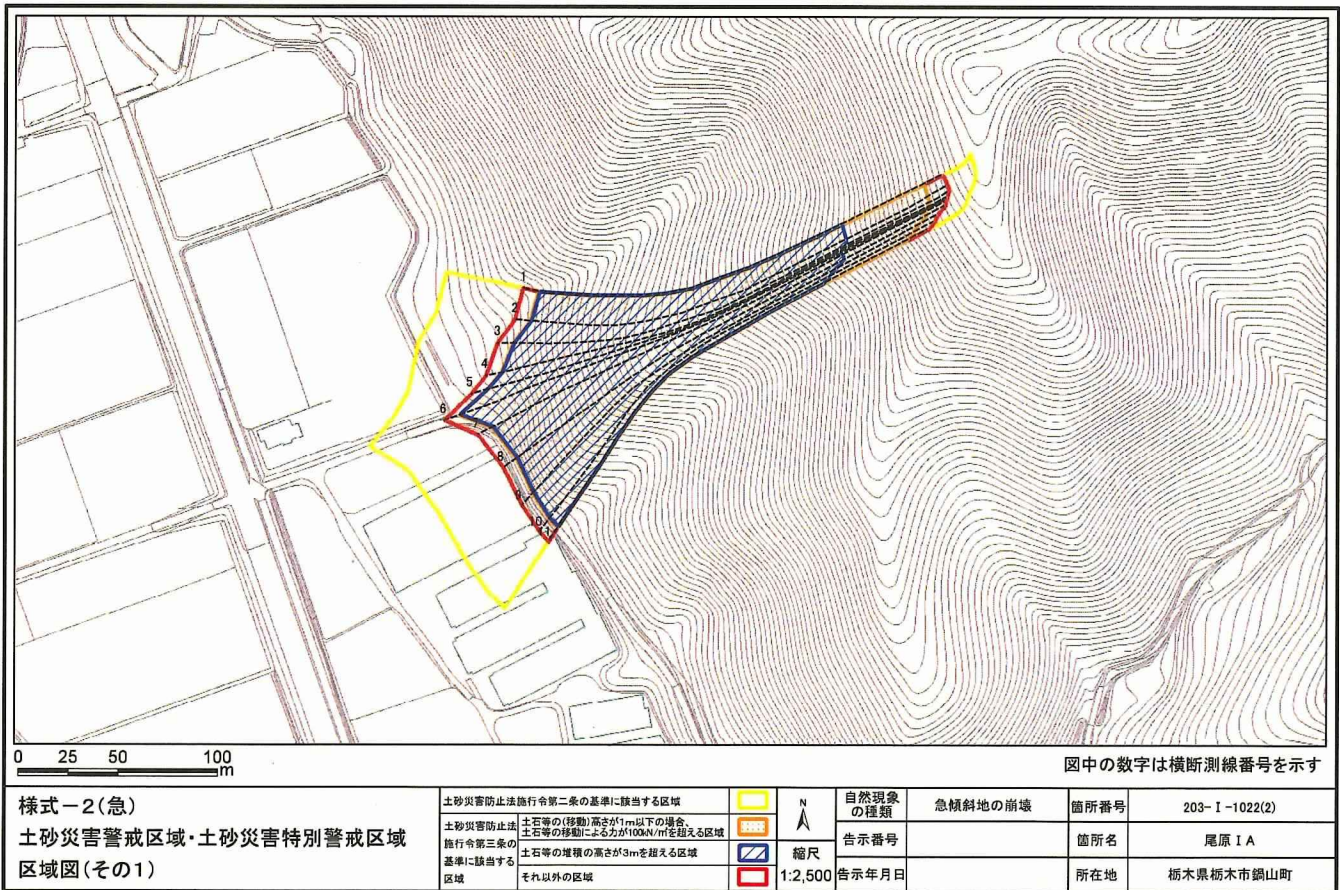 1
2
3
4
5
6
7
8
9
10
11
0 25 50 100
m
図中の数字は横断測線番号を示す
様式−2(急)
土砂災害警戒区域・土砂災害特別警戒区域
区域図(その1)
土砂災害防止法施行令第二条の基準に該当する区域
土砂災害防止法
施行令第三条の
基準に該当する
区域
土石等の(移動)高さが1m以下の場合、
土石等の移動による力が100kN/㎡を超える区域
土石等の堆積の高さが3mを超える区域
それ以外の区域
N
縮尺
1:2,500
自然現象
の種類
急傾斜地の崩壊
箇所番号
203-Ⅰ-1022(2)
告示番号
箇所名
尾原ⅠA
告示年月日
所在地
栃木県栃木市鍋山町